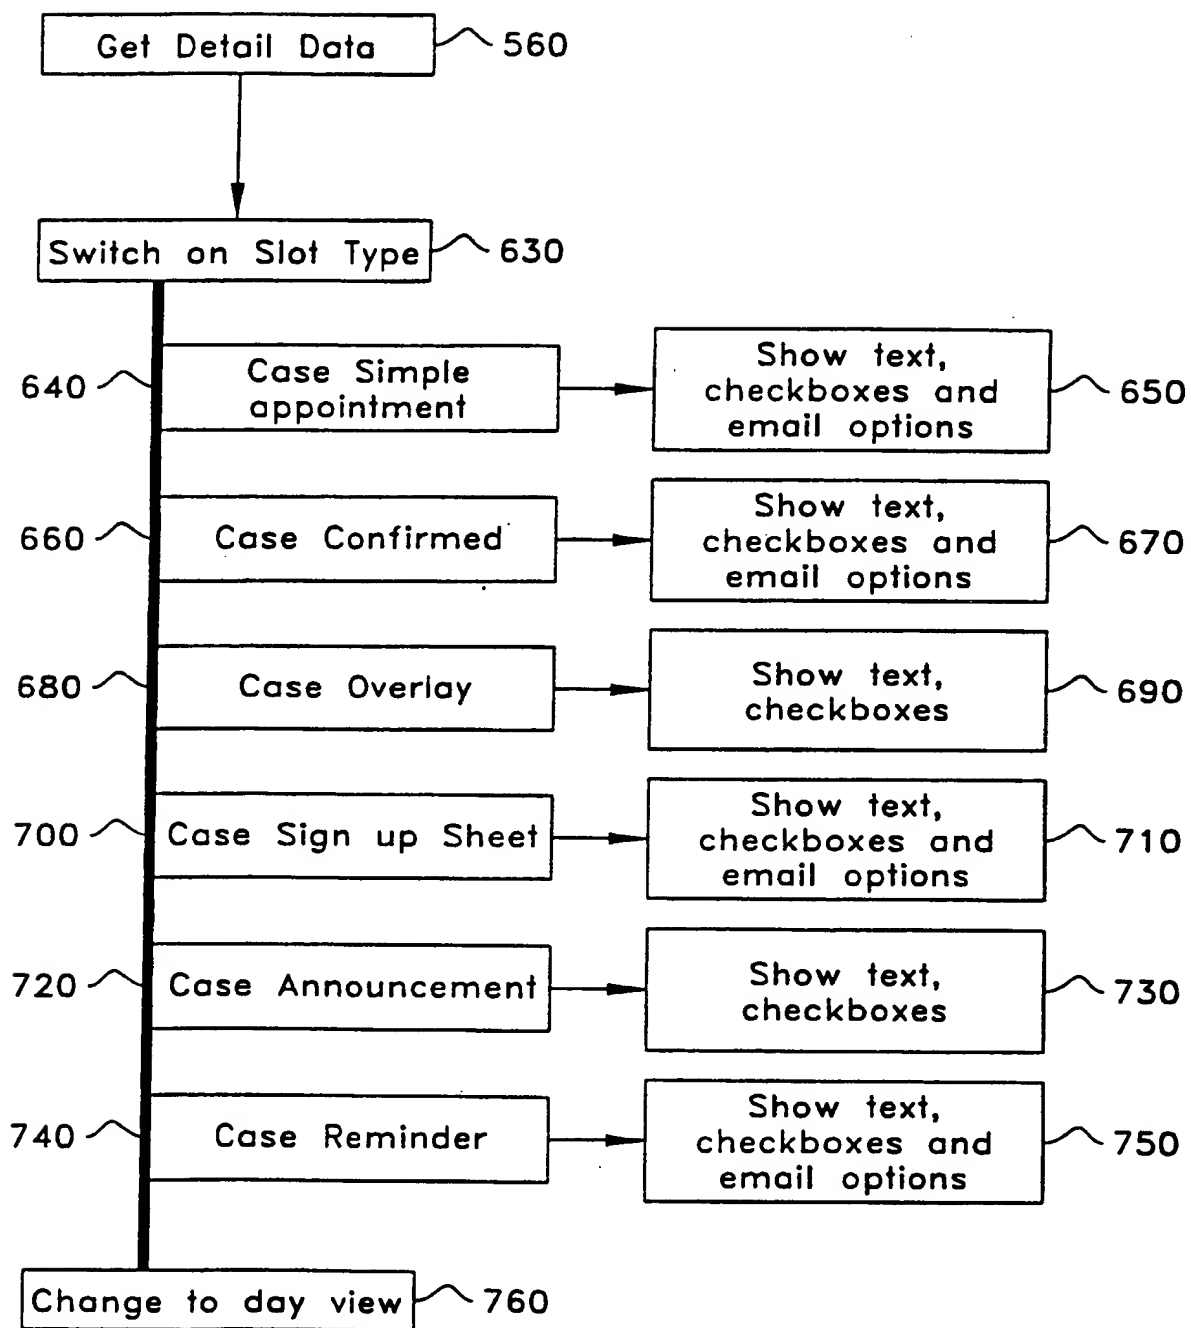 Get Detail Data
560
Switch on Slot Type
630
640
Case Simple
appointment
Show text,
checkboxes and
email options
650
660
Case Confirmed
Show text,
checkboxes and
email options
670
680
Case Overlay
Show text,
checkboxes
690
700
Case Sign up Sheet
Show text,
checkboxes and
email options
710
720
Case Announcement
Show text,
checkboxes
730
740
Case Reminder
Show text,
checkboxes and
email options
750
Change to day view
760